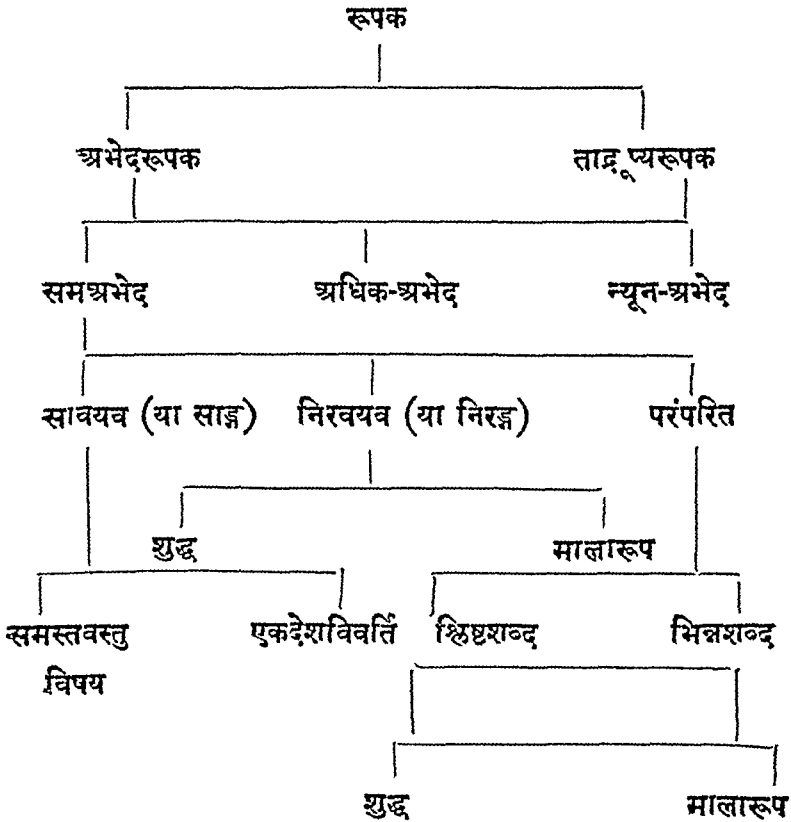 रूपक
अभेदरूपक ताद्रूप्यरूपक
समअभेद अधिक-अभेद न्यून-अभेद
सावयव (या साङ्ग) निरवयव (या निरङ्ग) परंपरित
शुद्ध मालारूप
समस्तवस्तु एकदेशविवर्ति श्लिष्टशब्द भिन्नशब्द
विषय
शुद्ध मालारूप